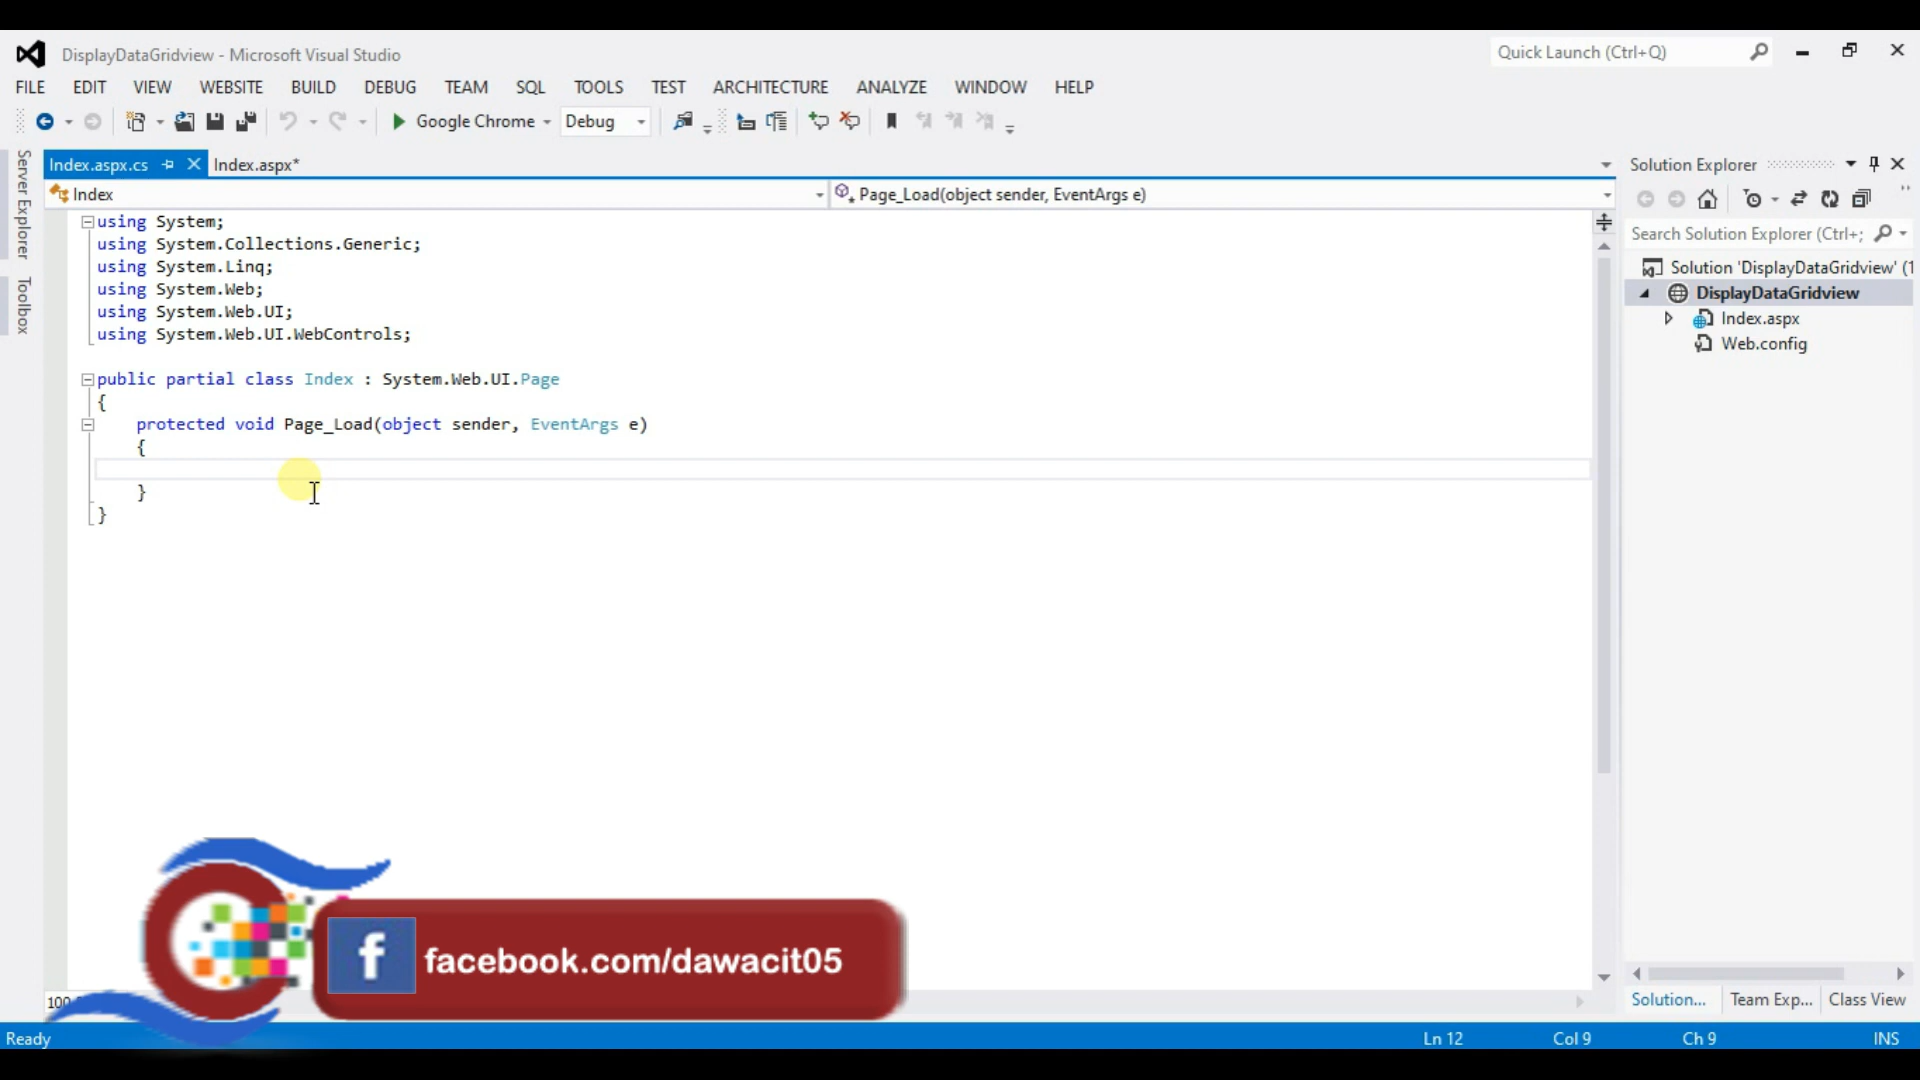 DisplayDataGridview - Microsoft Visual Studio
Quick Launch (Ctrl+Q)
FILE EDIT VIEW WEBSITE BUILD DEBUG TEAM SQL TOOLS TEST ARCHITECTURE ANALYZE WINDOW HELP
Google Chrome Debug
Server Explorer
Toolbox
Index.aspx.cs Index.aspx*
Index
Page_Load(object sender, EventArgs e)
using System;
using System.Collections.Generic;
using System.Linq;
using System.Web;
using System.Web.UI;
using System.Web.UI.WebControls;
public partial class Index : System.Web.UI.Page
{
protected void Page_Load(object sender, EventArgs e)
{
}
}
Solution Explorer
Search Solution Explorer (Ctrl+;
Solution 'DisplayDataGridview' (1
DisplayDataGridview
Index.aspx
Web.config
Solution... Team Exp... Class View
f facebook.com/dawacit05
100
Ready Ln 12 Col 9 Ch 9 INS